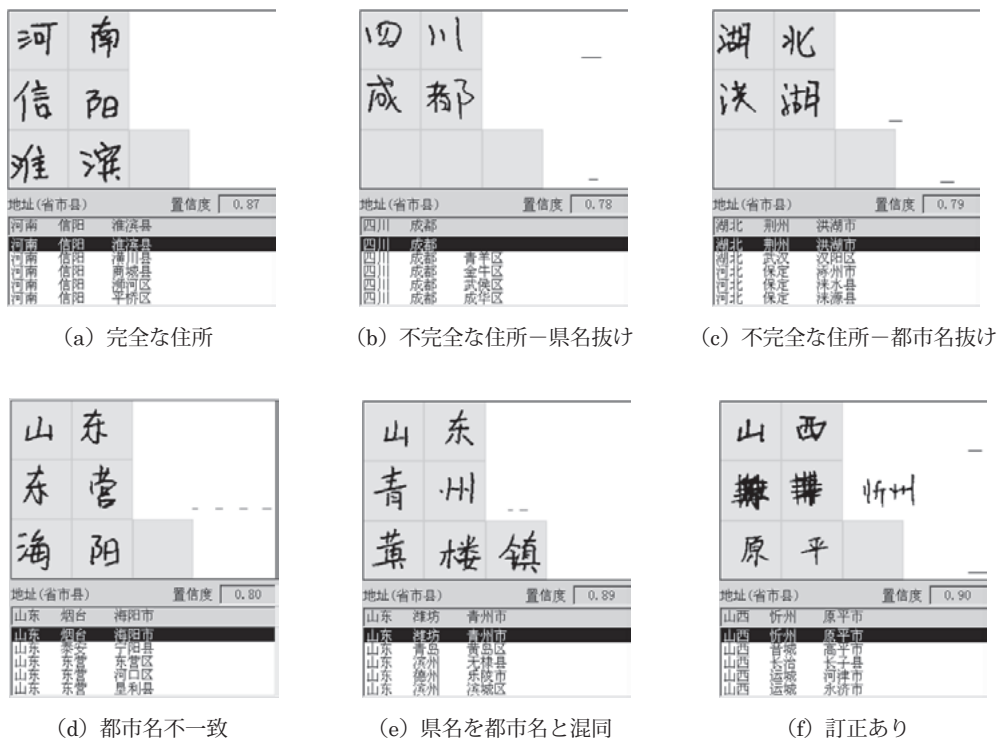 河南
信阳
淮滨
地址(省市县) 置信度 0.87
河南 信阳 淮滨县
河南 信阳 淮滨县
河南 信阳 潢川县
河南 信阳 商城县
河南 信阳 浉河区
河南 信阳 平桥区
(a) 完全な住所
四川
成都
地址(省市县) 置信度 0.78
四川 成都
四川 成都
四川 成都 青羊区
四川 成都 金牛区
四川 成都 武侯区
四川 成都 成华区
(b) 不完全な住所-県名抜け
湖北
洪湖
地址(省市县) 置信度 0.79
湖北 荆州 洪湖市
湖北 荆州 洪湖市
湖北 武汉 汉阳区
河北 保定 涿州市
河北 保定 涞水县
河北 保定 涞源县
(c) 不完全な住所-都市名抜け
山东
东营
海阳
地址(省市县) 置信度 0.80
山东 烟台 海阳市
山东 烟台 海阳市
山东 泰安 宁阳县
山东 东营 东营区
山东 东营 河口区
山东 东营 垦利县
(d) 都市名不一致
山东
青州
黄楼镇
地址(省市县) 置信度 0.89
山东 潍坊 青州市
山东 潍坊 青州市
山东 青岛 黄岛区
山东 滨州 无棣县
山东 德州 乐陵市
山东 滨州 滨城区
(e) 県名を都市名と混同
山西
忻州
原平
地址(省市县) 置信度 0.90
山西 忻州 原平市
山西 忻州 原平市
山西 晋城 高平市
山西 长治 长子县
山西 运城 河津市
山西 运城 永济市
(f) 訂正あり